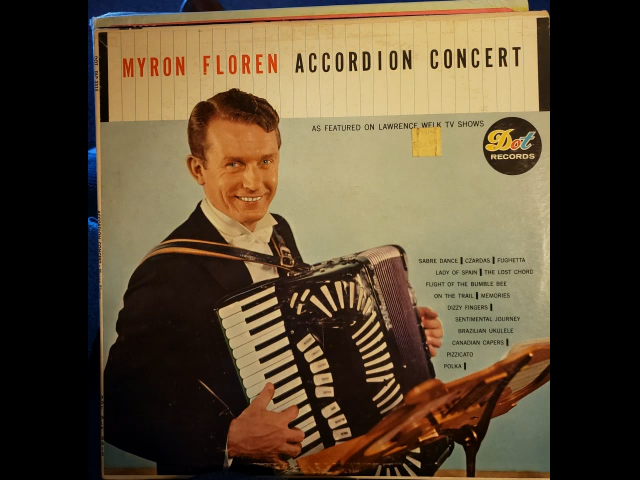 MYRON FLOREN ACCORDION CONCERT
AS FEATURED ON LAWRENCE WELK TV SHOWS
Dot
RECORDS
SABRE DANCE | CZARDAS | FUGHETTA
LADY OF SPAIN | THE LOST CHORD
FLIGHT OF THE BUMBLE BEE
ON THE TRAIL | MEMORIES
DIZZY FINGERS |
SENTIMENTAL JOURNEY
BRAZILIAN UKULELE
CANADIAN CAPERS |
PIZZICATO
POLKA |